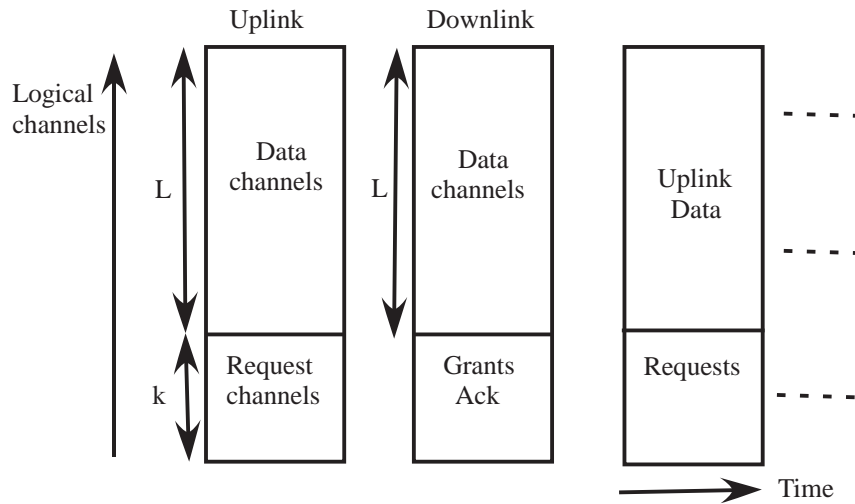 Uplink
Downlink
Logical
channels
L
Data
channels
L
Data
channels
Uplink
Data
k
Request
channels
Grants
Ack
Requests
Time